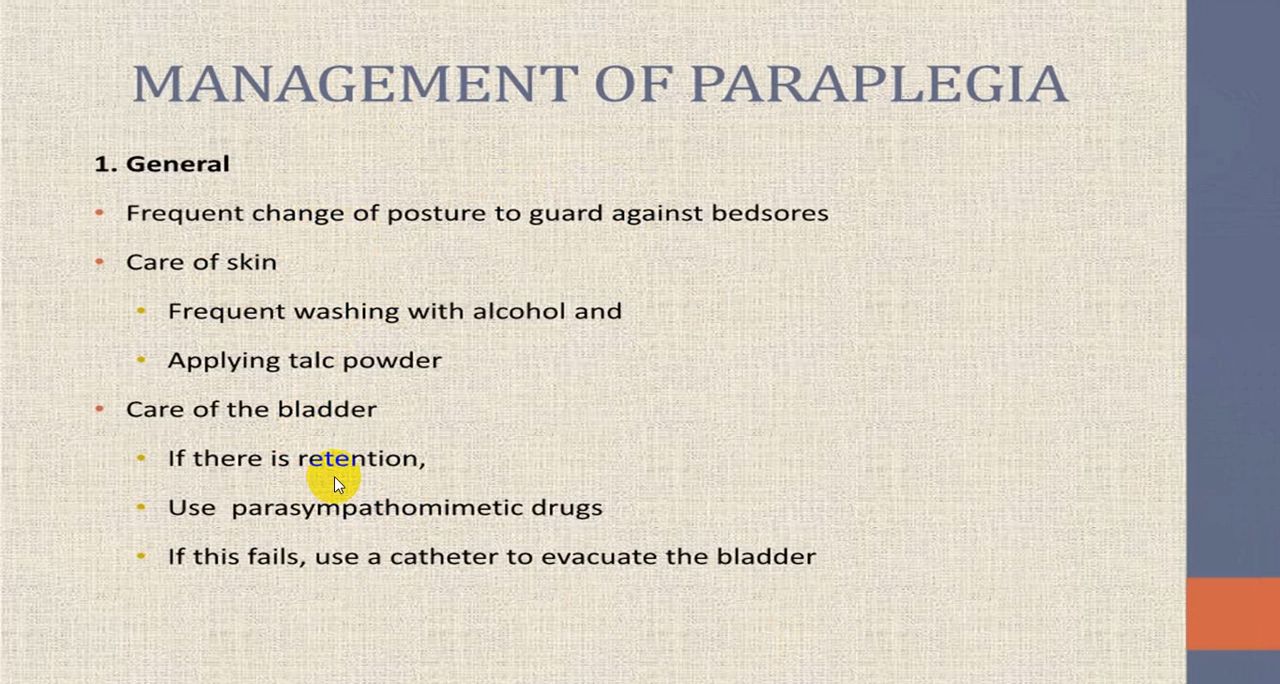 MANAGEMENT OF PARAPLEGIA
1. General
• Frequent change of posture to guard against bedsores
• Care of skin
• Frequent washing with alcohol and
• Applying talc powder
• Care of the bladder
• If there is retention,
• Use  parasympathomimetic drugs
• If this fails, use a catheter to evacuate the bladder